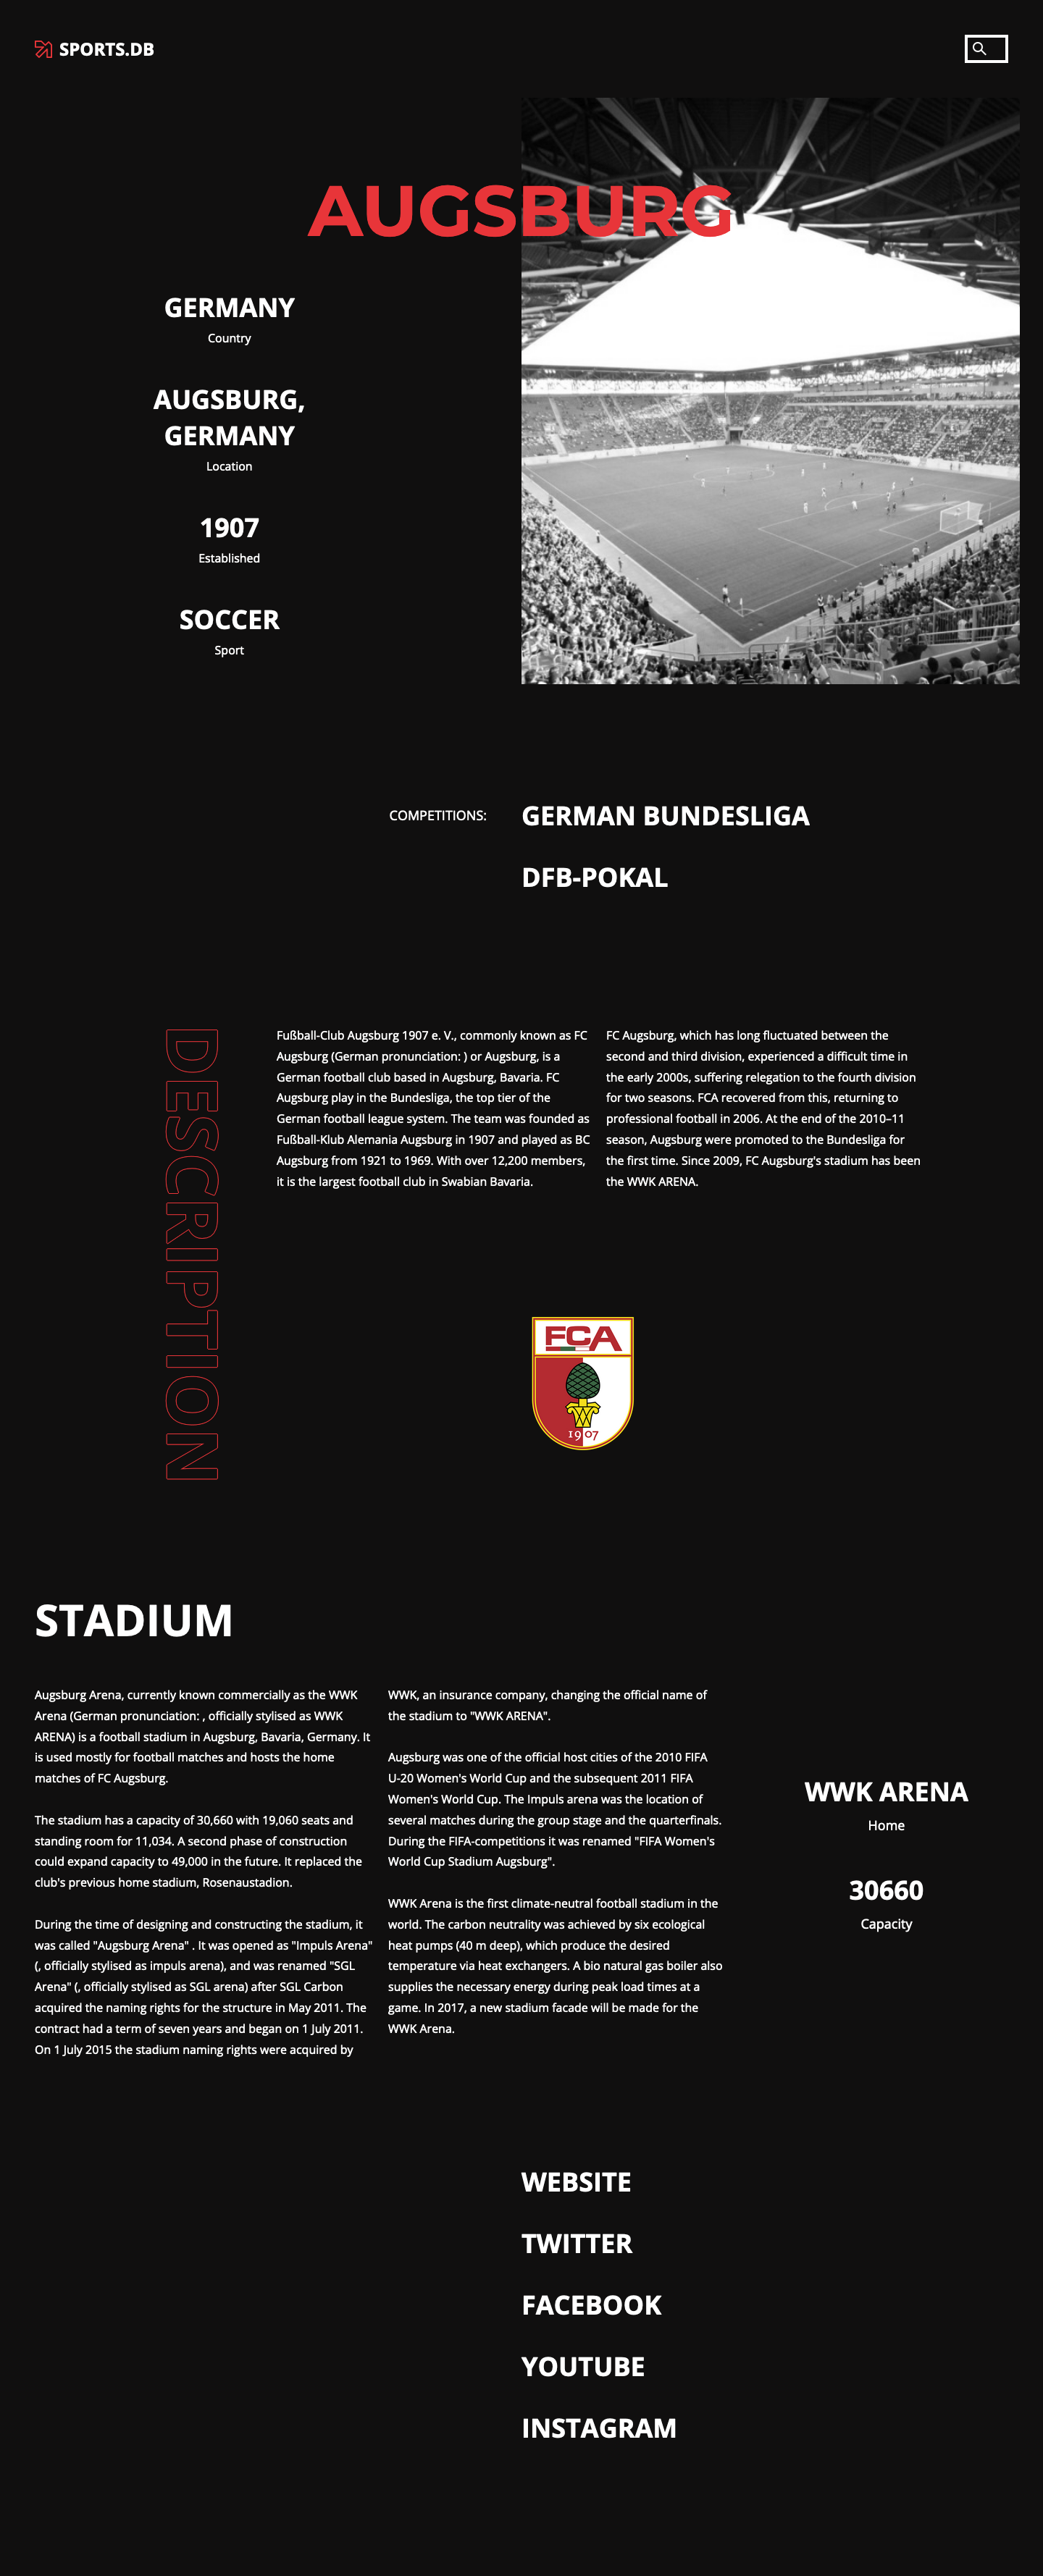 SPORTS.DB
AUGSBURG
GERMANY
Country
AUGSBURG,
GERMANY
Location
1907
Established
SOCCER
Sport
COMPETITIONS:
GERMAN BUNDESLIGA
DFB-POKAL
DESCRIPTION
Fußball-Club Augsburg 1907 e. V., commonly known as FC
Augsburg (German pronunciation: ) or Augsburg, is a
German football club based in Augsburg, Bavaria. FC
Augsburg play in the Bundesliga, the top tier of the
German football league system. The team was founded as
Fußball-Klub Alemania Augsburg in 1907 and played as BC
Augsburg from 1921 to 1969. With over 12,200 members,
it is the largest football club in Swabian Bavaria.
FC Augsburg, which has long fluctuated between the
second and third division, experienced a difficult time in
the early 2000s, suffering relegation to the fourth division
for two seasons. FCA recovered from this, returning to
professional football in 2006. At the end of the 2010–11
season, Augsburg were promoted to the Bundesliga for
the first time. Since 2009, FC Augsburg's stadium has been
the WWK ARENA.
FCA
1907
STADIUM
Augsburg Arena, currently known commercially as the WWK
Arena (German pronunciation: , officially stylised as WWK
ARENA) is a football stadium in Augsburg, Bavaria, Germany. It
is used mostly for football matches and hosts the home
matches of FC Augsburg.
The stadium has a capacity of 30,660 with 19,060 seats and
standing room for 11,034. A second phase of construction
could expand capacity to 49,000 in the future. It replaced the
club's previous home stadium, Rosenaustadion.
During the time of designing and constructing the stadium, it
was called "Augsburg Arena" . It was opened as "Impuls Arena"
(, officially stylised as impuls arena), and was renamed "SGL
Arena" (, officially stylised as SGL arena) after SGL Carbon
acquired the naming rights for the structure in May 2011. The
contract had a term of seven years and began on 1 July 2011.
On 1 July 2015 the stadium naming rights were acquired by
WWK, an insurance company, changing the official name of
the stadium to "WWK ARENA".
Augsburg was one of the official host cities of the 2010 FIFA
U-20 Women's World Cup and the subsequent 2011 FIFA
Women's World Cup. The Impuls arena was the location of
several matches during the group stage and the quarterfinals.
During the FIFA-competitions it was renamed "FIFA Women's
World Cup Stadium Augsburg".
WWK Arena is the first climate-neutral football stadium in the
world. The carbon neutrality was achieved by six ecological
heat pumps (40 m deep), which produce the desired
temperature via heat exchangers. A bio natural gas boiler also
supplies the necessary energy during peak load times at a
game. In 2017, a new stadium facade will be made for the
WWK Arena.
WWK ARENA
Home
30660
Capacity
WEBSITE
TWITTER
FACEBOOK
YOUTUBE
INSTAGRAM